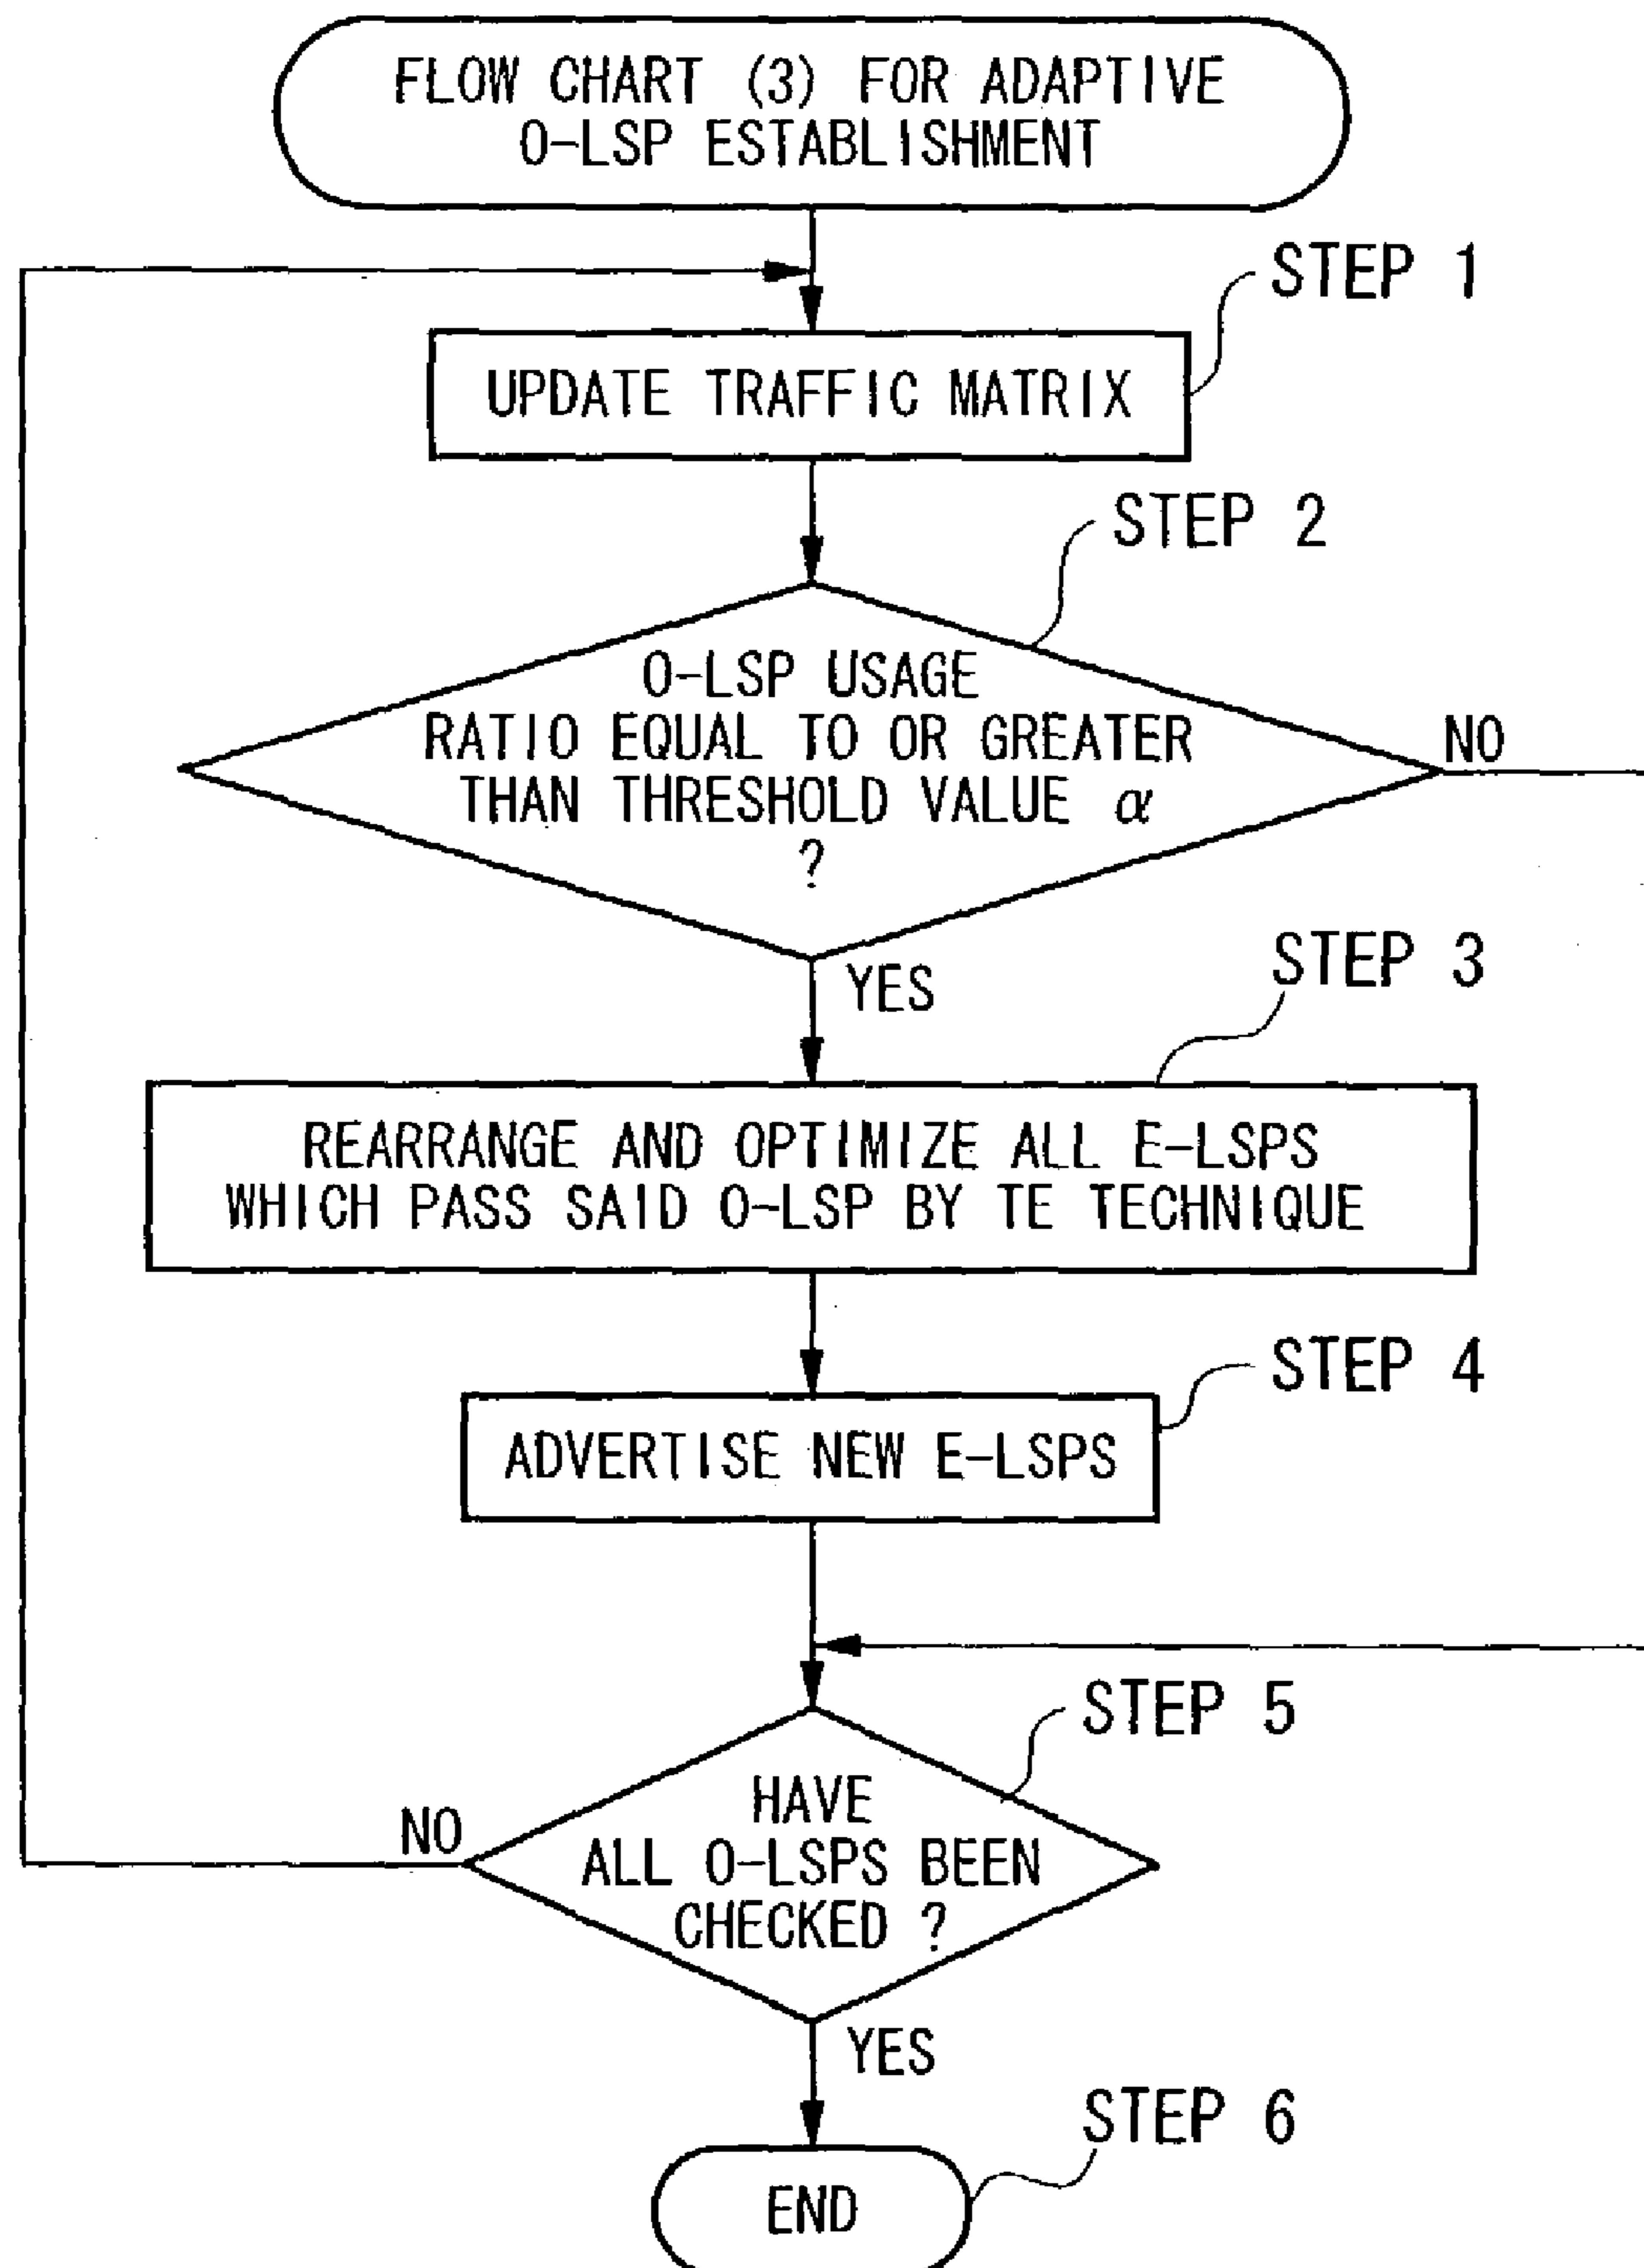 FLOW CHART (3) FOR ADAPTIVE
O-LSP ESTABLISHMENT
STEP 1
UPDATE TRAFFIC MATRIX
STEP 2
O-LSP USAGE
RATIO EQUAL TO OR GREATER
THAN THRESHOLD VALUE α
?
NO
YES
STEP 3
REARRANGE AND OPTIMIZE ALL E-LSPS
WHICH PASS SAID O-LSP BY TE TECHNIQUE
STEP 4
ADVERTISE NEW E-LSPS
STEP 5
HAVE
ALL O-LSPS BEEN
CHECKED ?
NO
YES
STEP 6
END